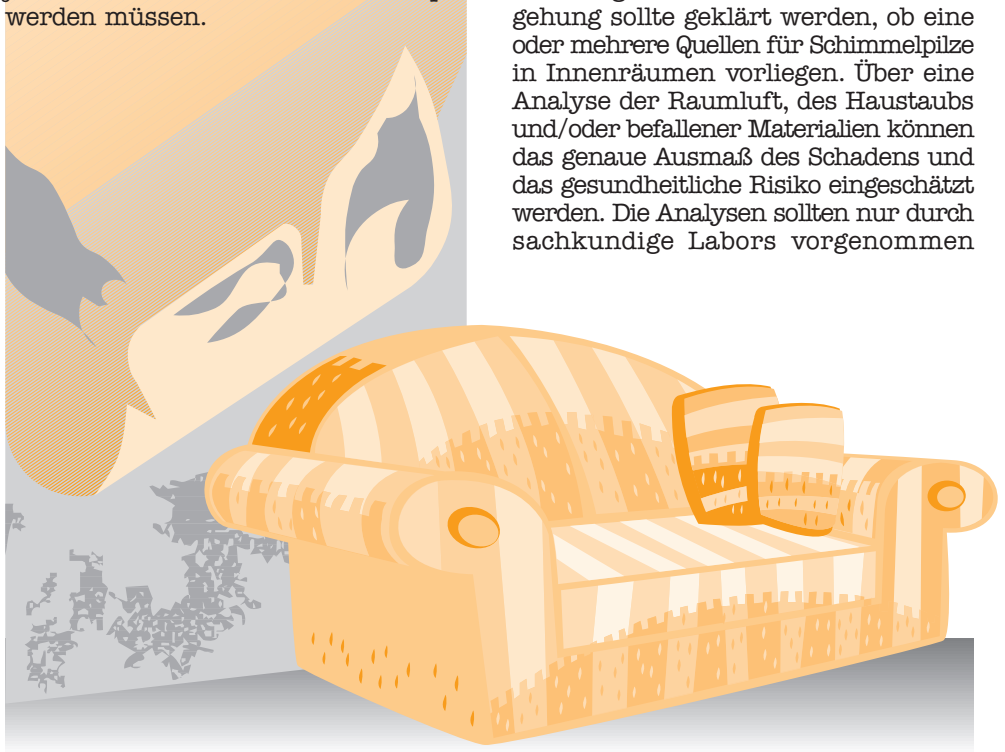 werden müssen.
gehung sollte geklärt werden, ob eine
oder mehrere Quellen für Schimmelpilze
in Innenräumen vorliegen. Über eine
Analyse der Raumluft, des Haustaubs
und/oder befallener Materialien können
das genaue Ausmaß des Schadens und
das gesundheitliche Risiko eingeschätzt
werden. Die Analysen sollten nur durch
sachkundige Labors vorgenommen